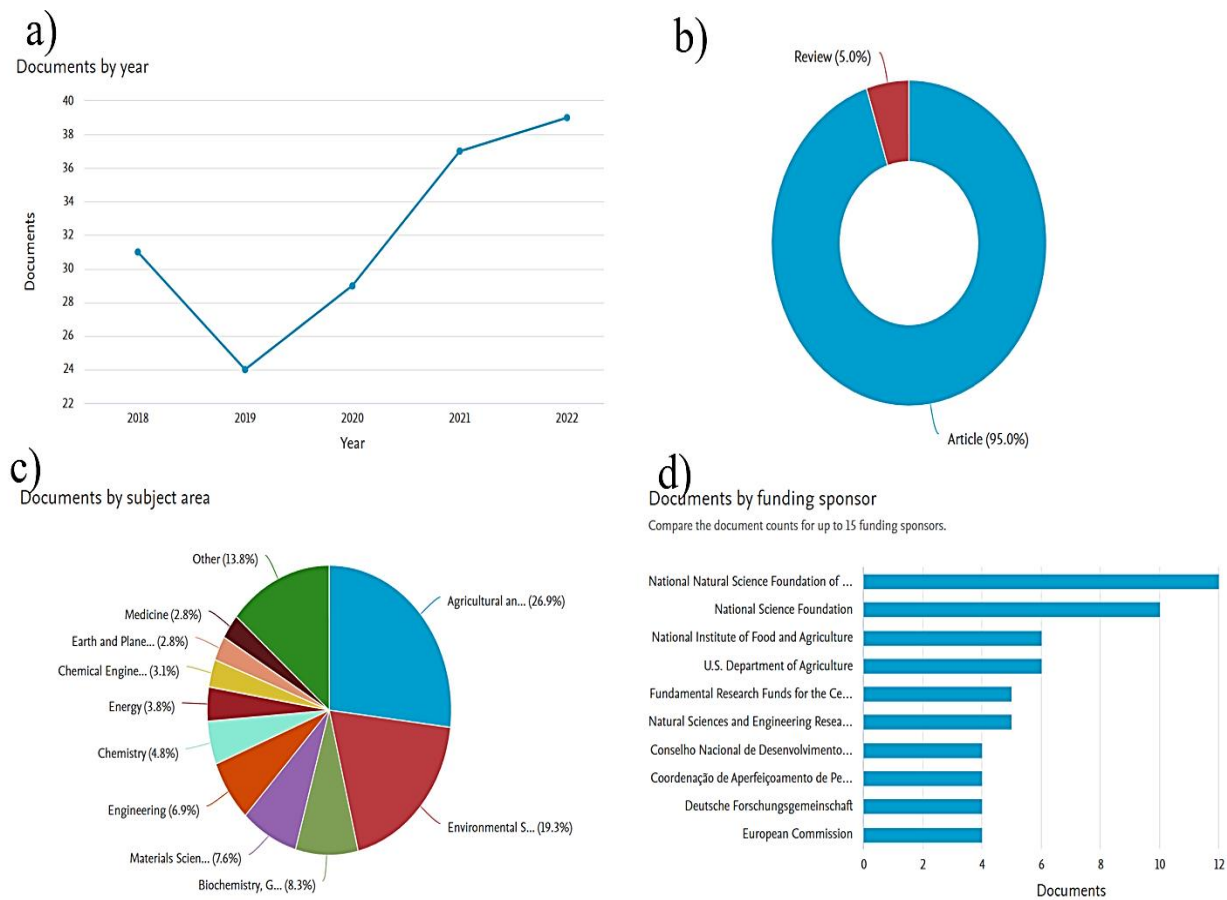 a)
Documents by year
40
38
36
34
32
30
28
26
24
22
Documents
2018 2019 2020 2021 2022
Year
b)
Review (5.0%)
Article (95.0%)
c)
Documents by subject area
Other (13.8%)
Medicine (2.8%)
Earth and Plane... (2.8%)
Chemical Engine... (3.1%)
Energy (3.8%)
Chemistry (4.8%)
Engineering (6.9%)
Materials Scien... (7.6%)
Biochemistry, G... (8.3%)
Environmental S... (19.3%)
Agricultural an... (26.9%)
d)
Documents by funding sponsor
Compare the document counts for up to 15 funding sponsors.
National Natural Science Foundation of ...
National Science Foundation
National Institute of Food and Agriculture
U.S. Department of Agriculture
Fundamental Research Funds for the Ce...
Natural Sciences and Engineering Resea...
Conselho Nacional de Desenvolvimento...
Coordenação de Aperfeiçoamento de Pe...
Deutsche Forschungsgemeinschaft
European Commission
0 2 4 6 8 10 12
Documents